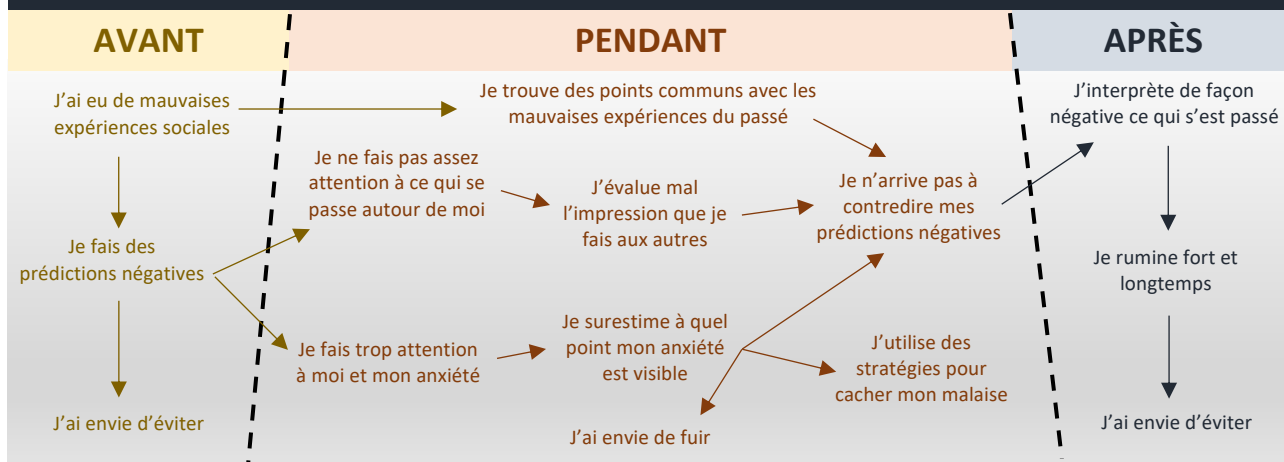 AVANT
PENDANT
APRÈS
J'ai eu de mauvaises
expériences sociales
Je fais des
prédictions négatives
J'ai envie d'éviter
Je trouve des points communs avec les
mauvaises expériences du passé
Je ne fais pas assez
attention à ce qui se
passe autour de moi
J'évalue mal
l'impression que je
fais aux autres
Je n'arrive pas à
contredire mes
prédictions négatives
Je fais trop attention
à moi et mon anxiété
Je surestime à quel
point mon anxiété
est visible
J'utilise des
stratégies pour
cacher mon malaise
J'ai envie de fuir
J'interprète de façon
négative ce qui s'est passé
Je rumine fort et
longtemps
J'ai envie d'éviter